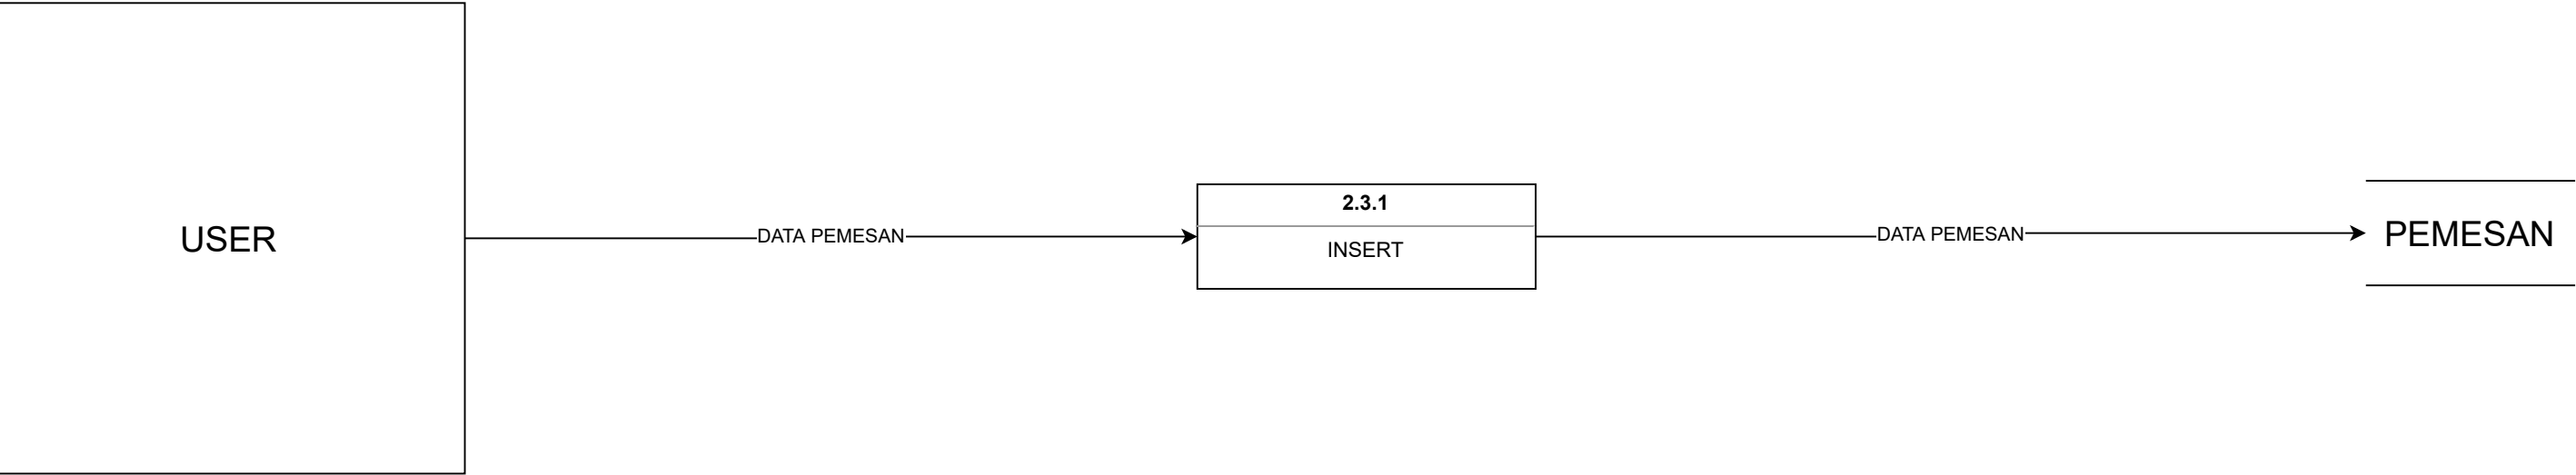 USER
DATA PEMESAN
2.3.1
INSERT
DATA PEMESAN
PEMESAN